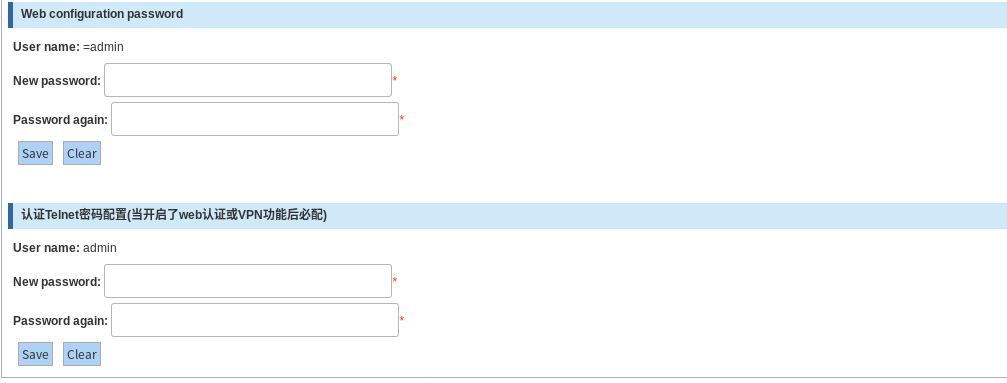 Web configuration password
User name: =admin
New password: *
Password again: *
Save Clear
认证Telnet密码配置(当开启了web认证或VPN功能后必配)
User name: admin
New password: *
Password again: *
Save Clear